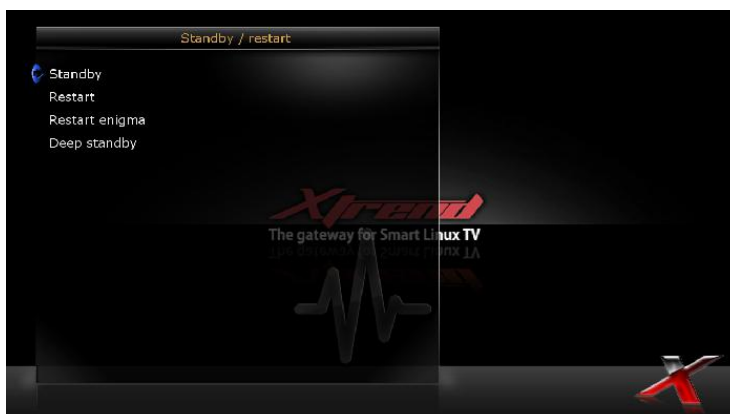 Standby / restart
Standby
Restart
Restart enigma
Deep standby
Xtrend
The gateway for Smart Linux TV